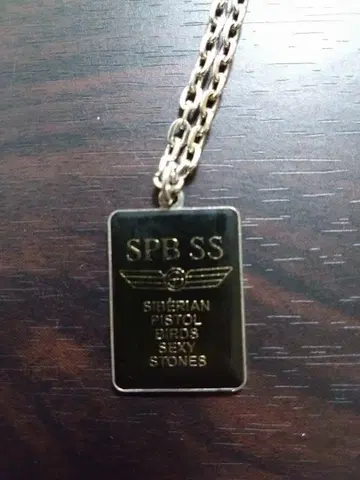 SPB SS
SIBERIAN
PISTOL
BIRDS
SEXY
STONES